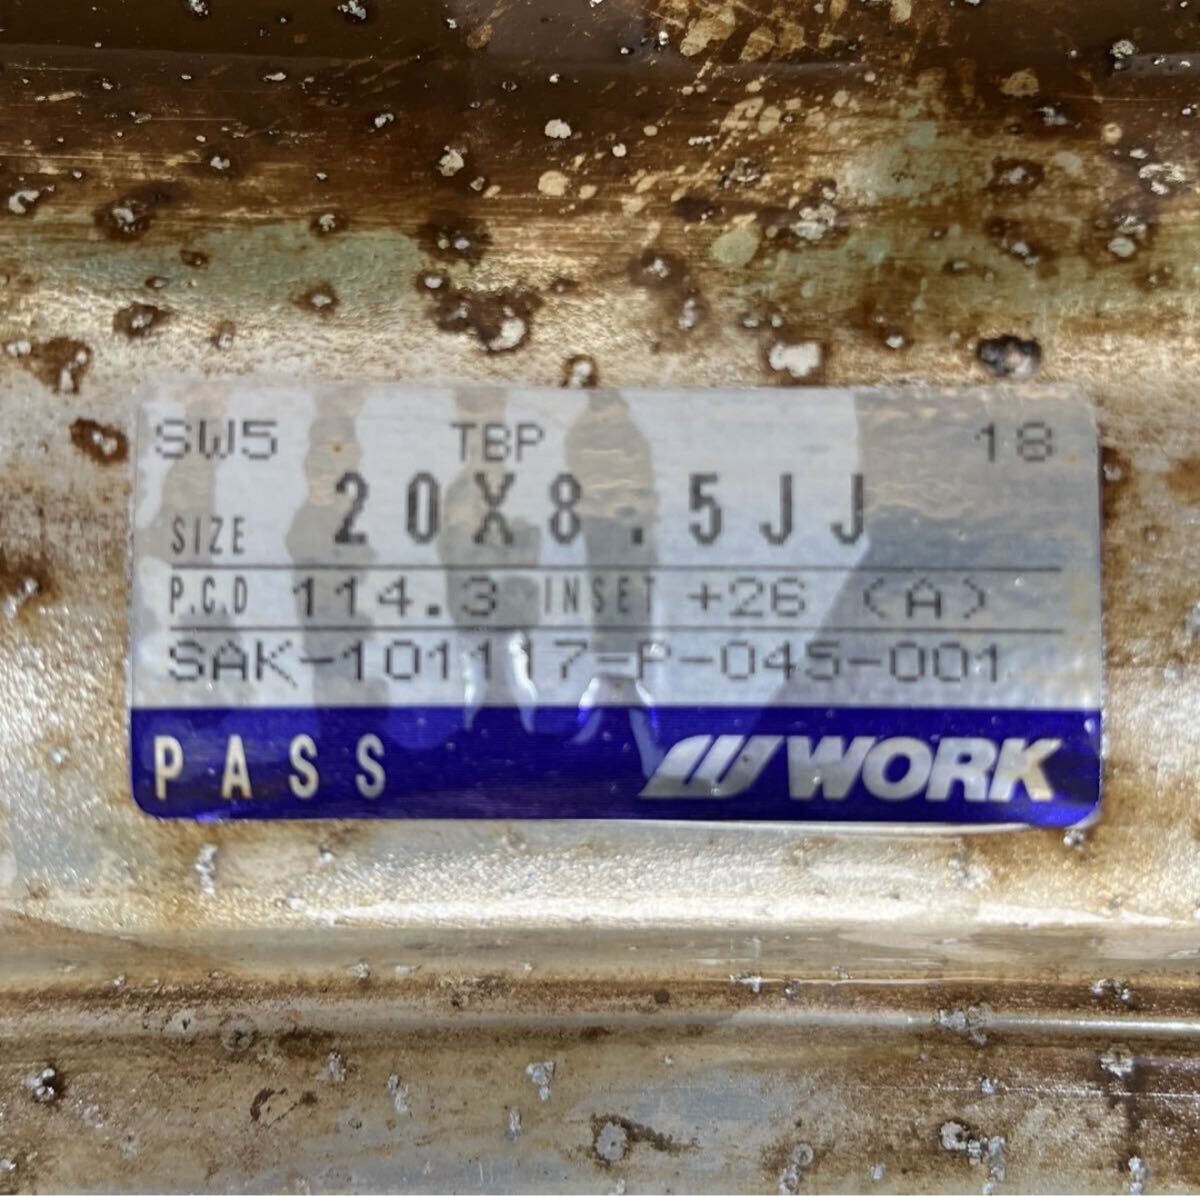 SW5 TBP 18
SIZE 20X8.5JJ
P.C.D 114.3 INSET +26 <A>
SAK-101117-P-045-001
PASS WORK